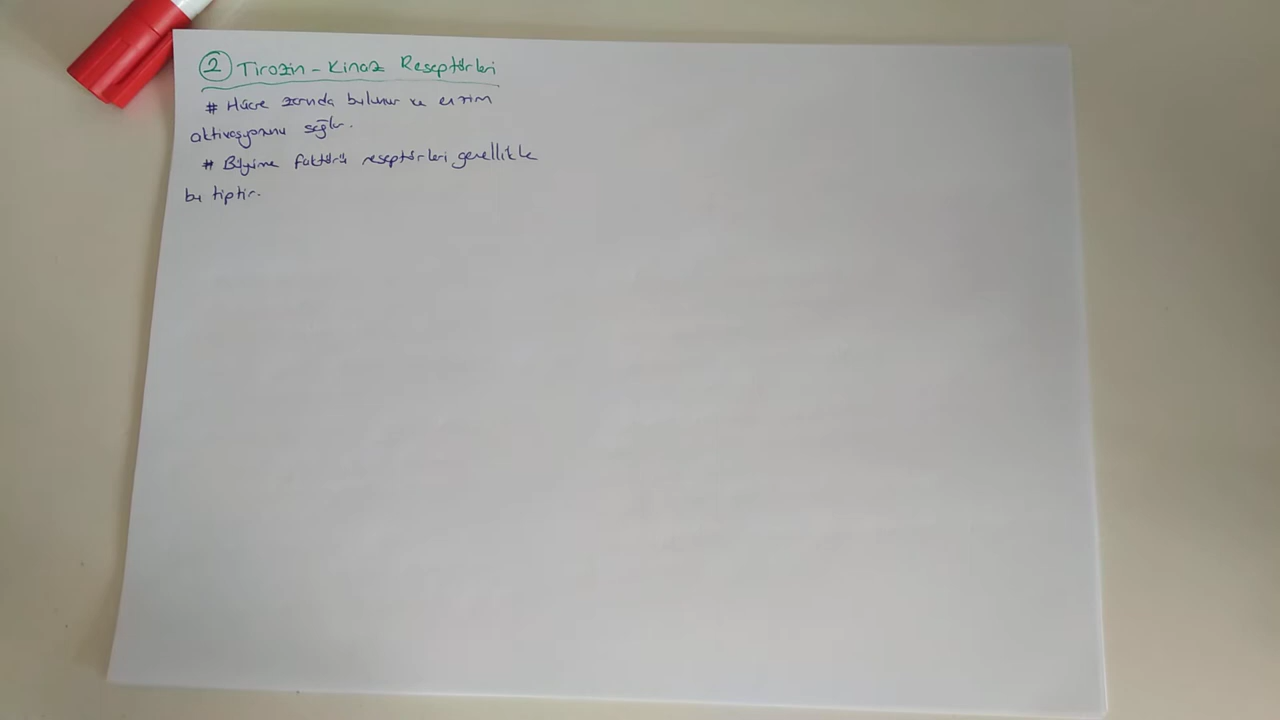 2 Tirozin - Kinaz Reseptörleri
# Hücre zarında bulunur ve enzim
aktivasyonunu sağlar.
# Büyüme faktörü reseptörleri genellikle
bu tiptir.